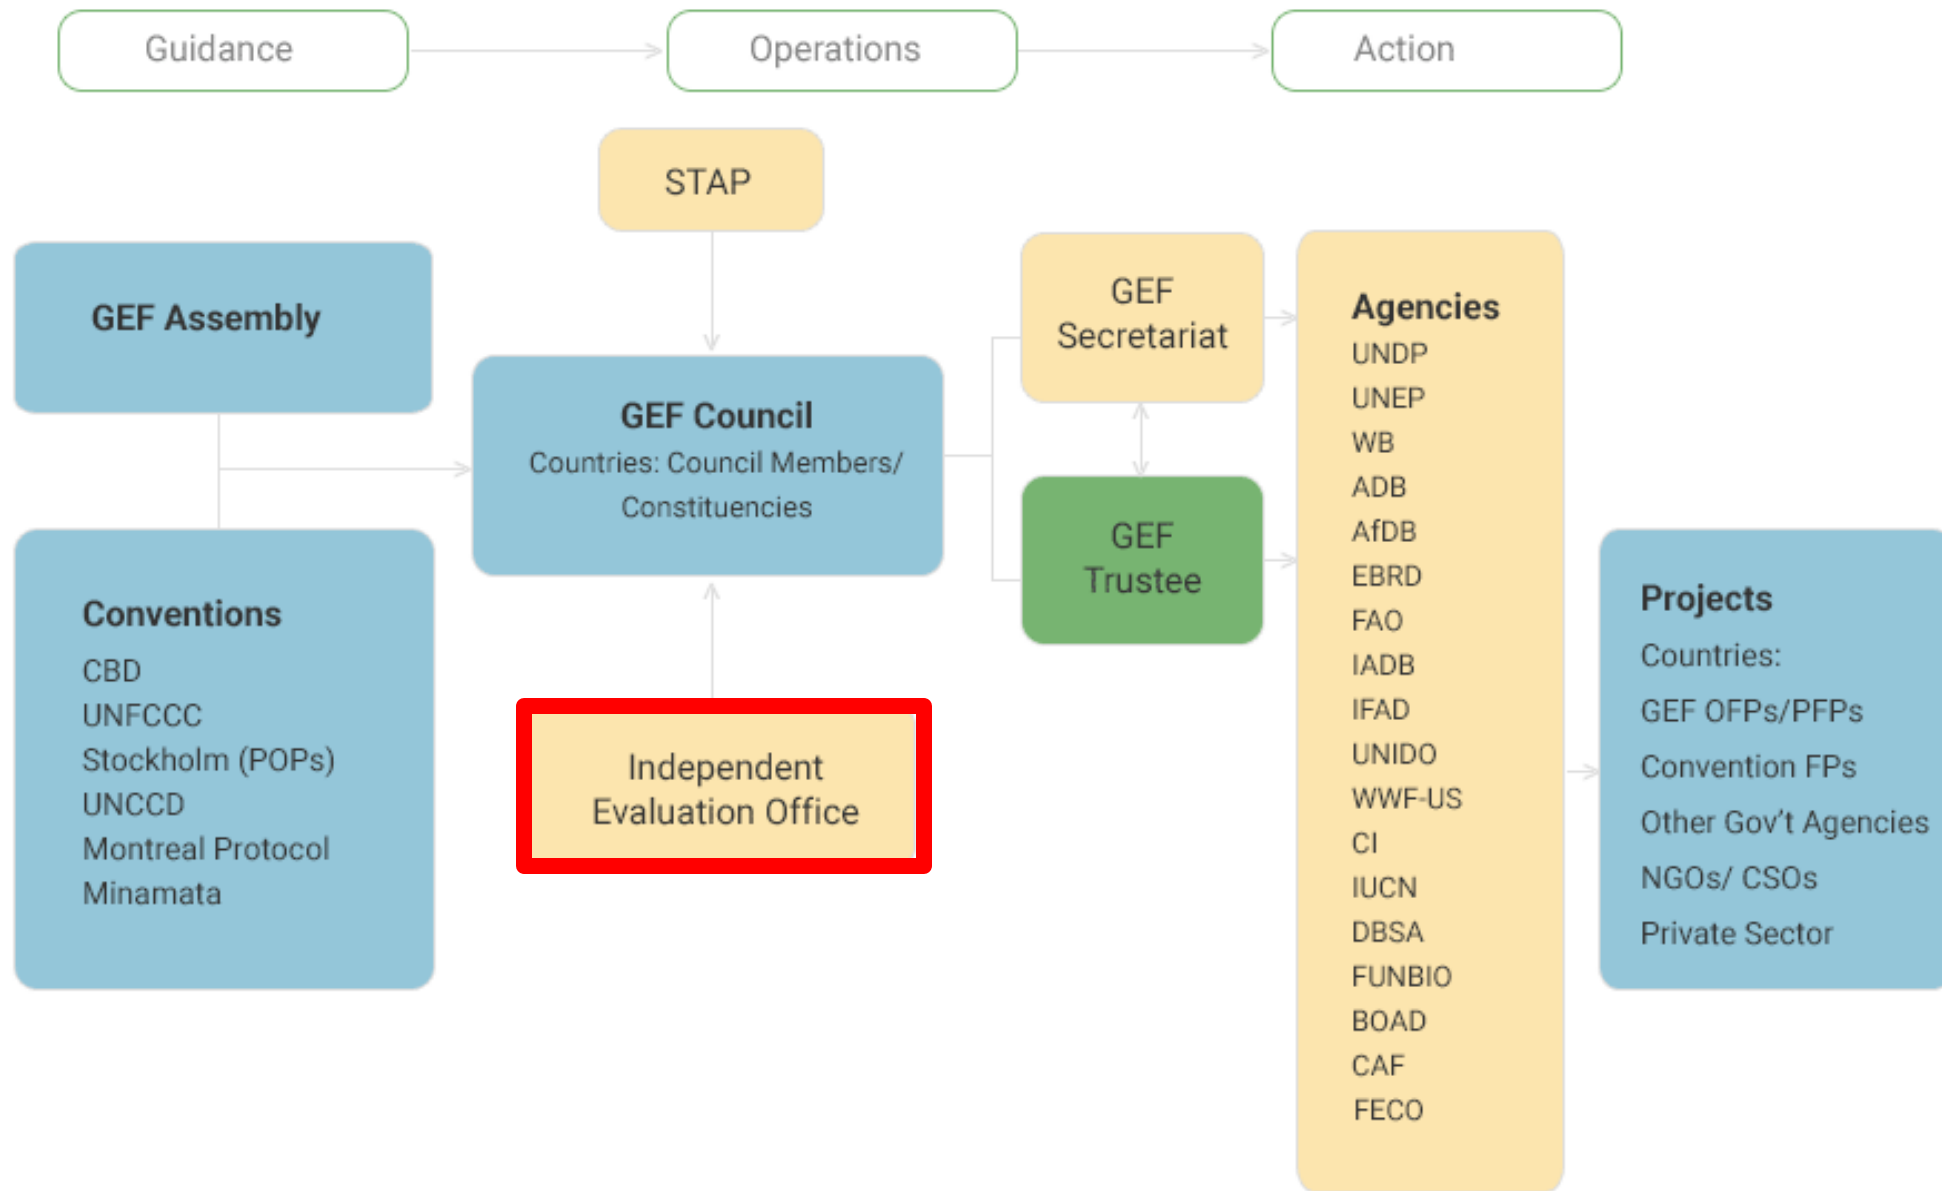 Guidance
Operations
Action
STAP
GEF Assembly
GEF Council
Countries: Council Members/
Constituencies
GEF
Secretariat
GEF
Trustee
Conventions
CBD
UNFCCC
Stockholm (POPs)
UNCCD
Montreal Protocol
Minamata
Independent
Evaluation Office
Agencies
UNDP
UNEP
WB
ADB
AfDB
EBRD
FAO
IADB
IFAD
UNIDO
WWF-US
CI
IUCN
DBSA
FUNBIO
BOAD
CAF
FECO
Projects
Countries:
GEF OFPs/PFPs
Convention FPs
Other Gov’t Agencies
NGOs/ CSOs
Private Sector